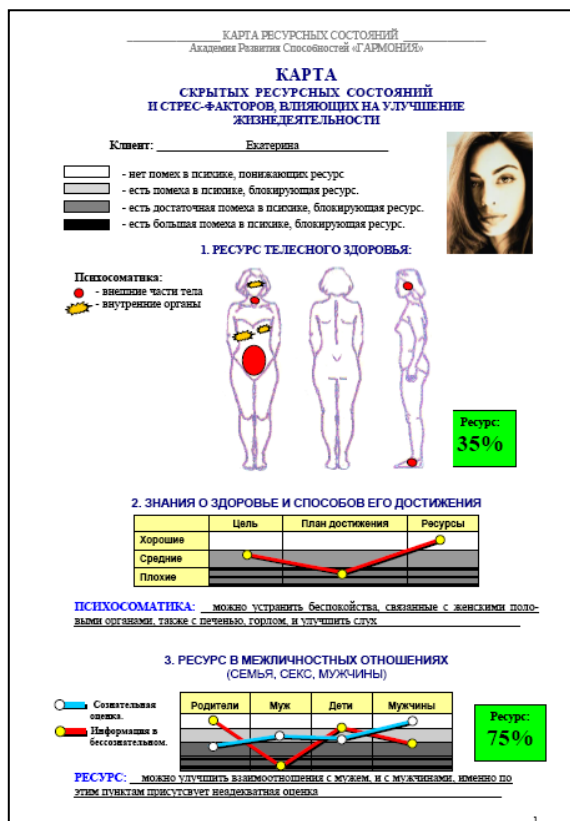 КАРТА РЕСУРСНЫХ СОСТОЯНИЙ
Академия Развития Способностей «ГАРМОНИЯ»
КАРТА
СКРЫТЫХ РЕСУРСНЫХ СОСТОЯНИЙ
И СТРЕС-ФАКТОРОВ, ВЛИЯЮЩИХ НА УЛУЧШЕНИЕ
ЖИЗНЕДЕЯТЕЛЬНОСТИ
Клиент: Екатерина
- нет помех в психике, понижающих ресурс
- есть помеха в психике, блокирующая ресурс.
- есть достаточная помеха в психике, блокирующая ресурс.
- есть большая помеха в психике, блокирующая ресурс.
1. РЕСУРС ТЕЛЕСНОГО ЗДОРОВЬЯ:
Психосоматика:
- внешние части тела
- внутренние органы
Ресурс:
35%
2. ЗНАНИЯ О ЗДОРОВЬЕ И СПОСОБОВ ЕГО ДОСТИЖЕНИЯ
Цель План достижения Ресурсы
Хорошие
Средние
Плохие
ПСИХОСОМАТИКА: можно устранить беспокойства, связанные с женскими поло-
выми органами, также с печенью, горлом, и улучшить слух
3. РЕСУРС В МЕЖЛИЧНОСТНЫХ ОТНОШЕНИЯХ
(СЕМЬЯ, СЕКС, МУЖЧИНЫ)
Родители Муж Дети Мужчины
Сознательная
оценка.
Информация в
бессознательном.
Ресурс:
75%
РЕСУРС: можно улучшить взаимоотношения с мужем, и с мужчинами, именно по
этим пунктам присутсвует неадекватная оценка
1